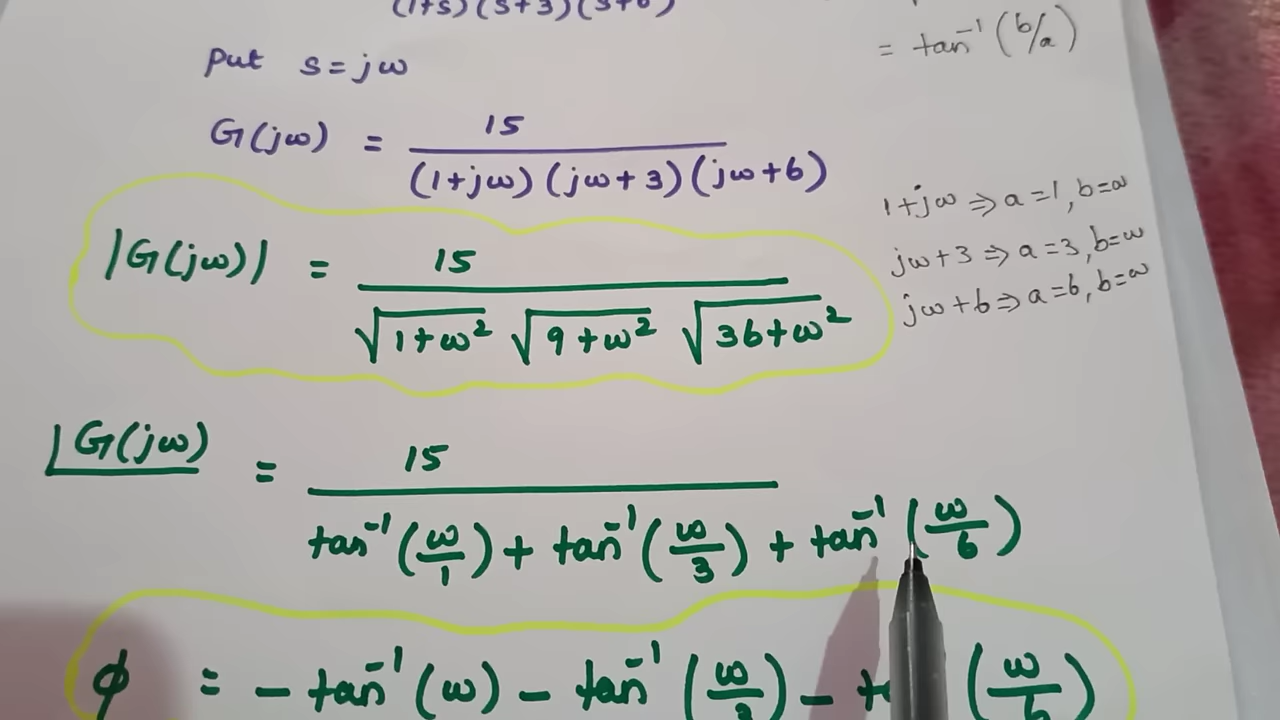 (1+s)(s+3)(s+6)
= tan⁻¹(b/a)
Put s = jω
G(jω) = 15 / (1+jω)(jω+3)(jω+6)
1+jω ⇒ a=1, b=ω
jω+3 ⇒ a=3, b=ω
jω+6 ⇒ a=6, b=ω
|G(jω)| = 15 / √1+ω² √9+ω² √36+ω²
∠G(jω) = 15 / tan⁻¹(ω/1) + tan⁻¹(ω/3) + tan⁻¹(ω/6)
ϕ = - tan⁻¹(ω) - tan⁻¹(ω/3) - (ω/6)